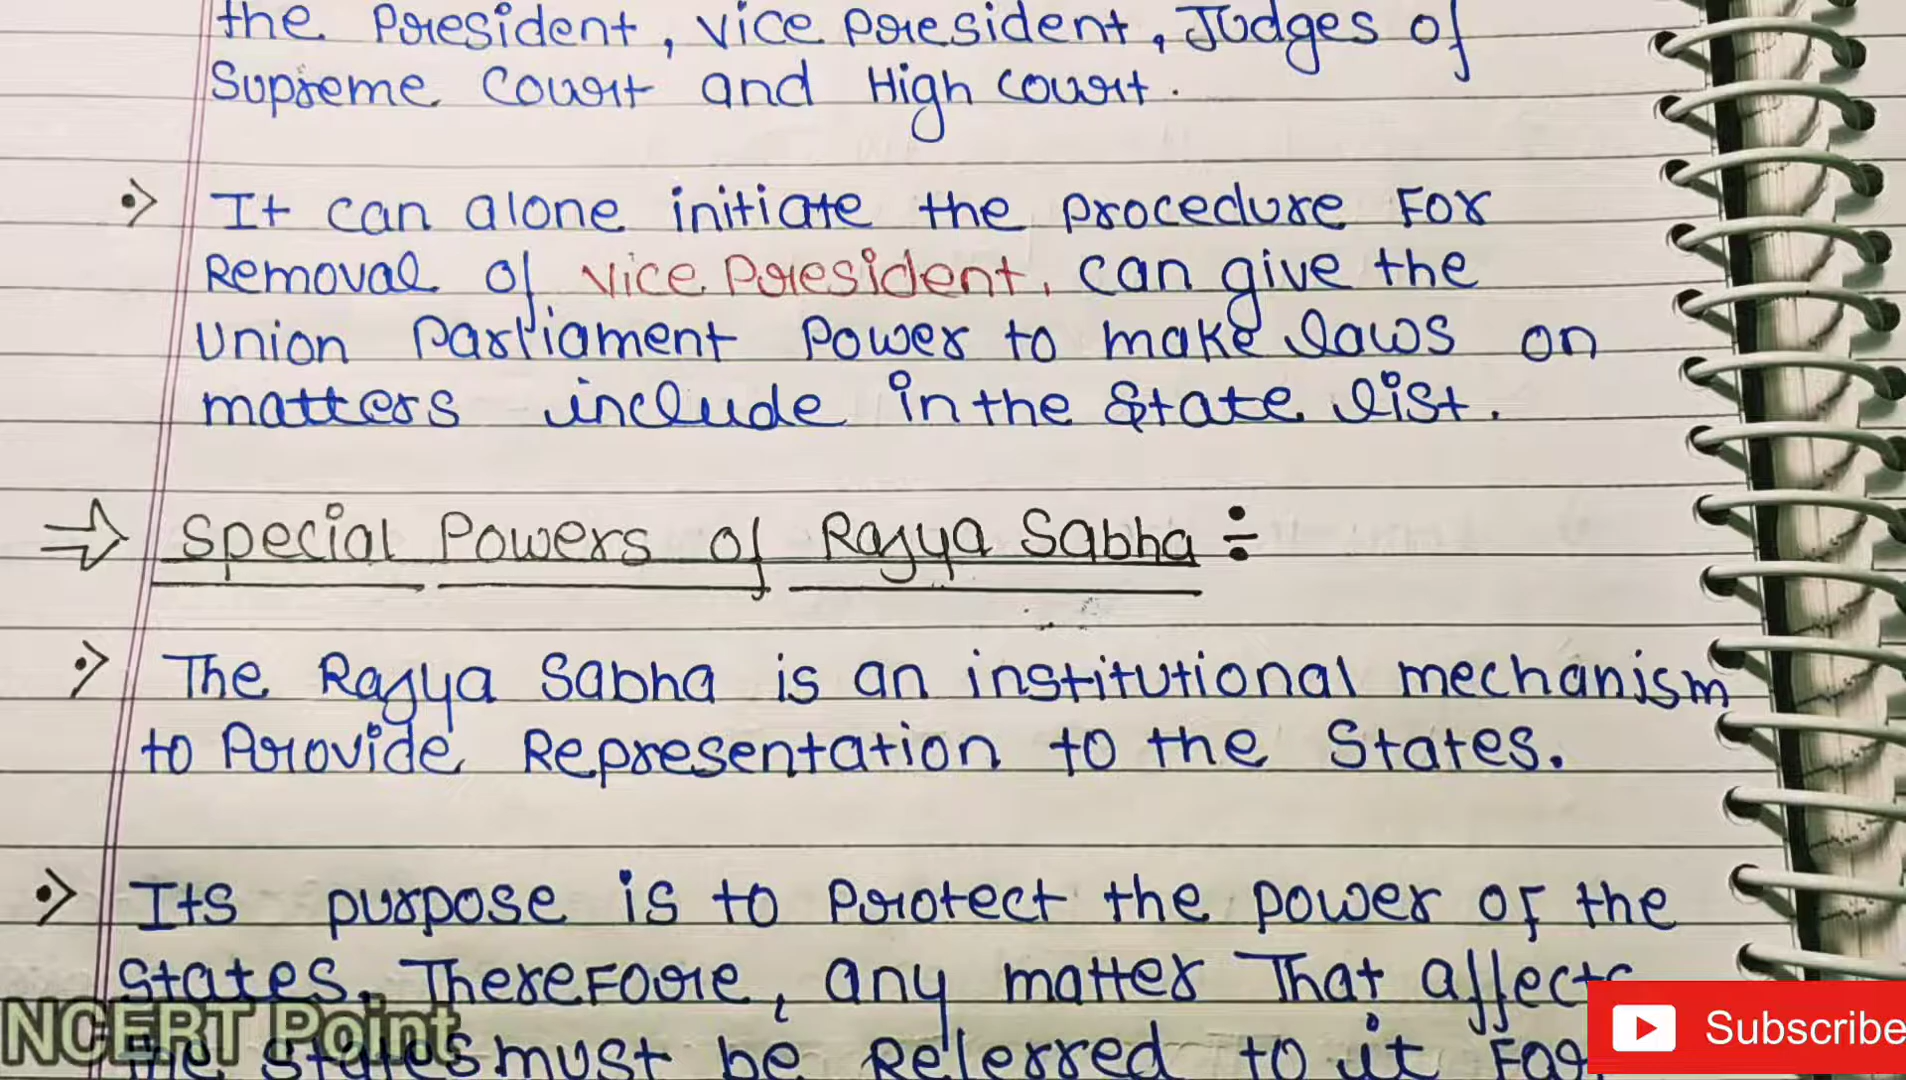 the President, Vice President, Judges of
Supreme Court and High Court.
It can alone initiate the procedure For
Removal of Vice President. can give the
Union Parliament Power to make laws on
matters include in the State list.
Special Powers of Rajya Sabha
The Rajya Sabha is an institutional mechanism
to Provide Representation to the States.
Its purpose is to Protect the power of the
States. Therefore, any matter That affects
the states must be Referred to it For
NCERT Point
Subscribe